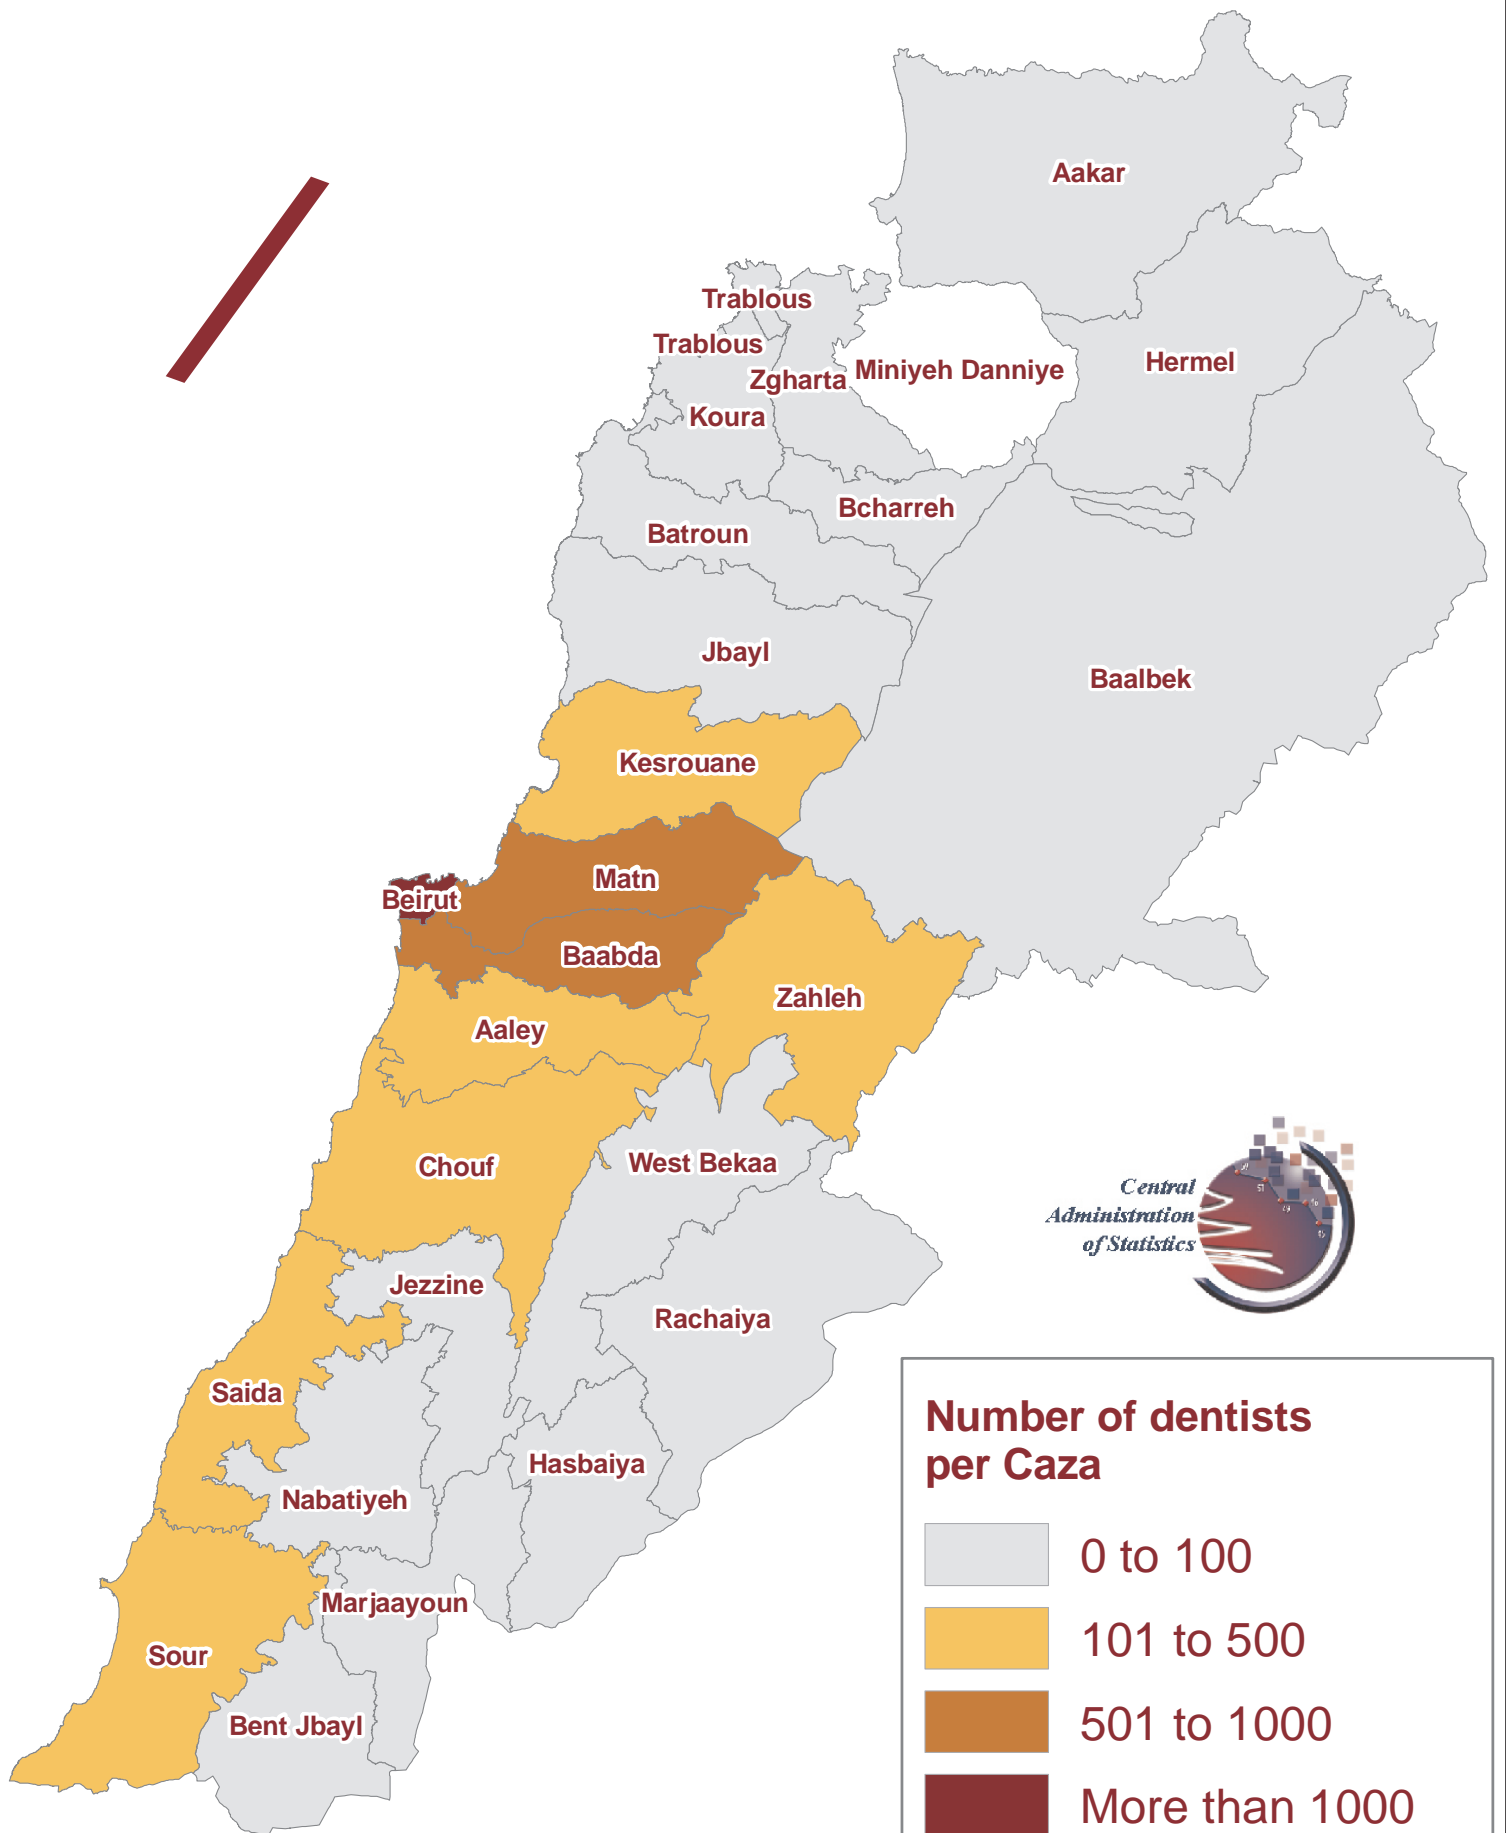 Aakar
Trablous
Trablous
Zgharta
Miniyeh Danniye
Hermel
Koura
Bcharreh
Batroun
Jbayl
Baalbek
Kesrouane
Matn
Beirut
Baabda
Zahleh
Aaley
Chouf
West Bekaa
Central
Administration
of Statistics
Jezzine
Rachaiya
Saida
Hasbaiya
Nabatiyeh
Marjaayoun
Sour
Bent Jbayl
Number of dentists
per Caza
0 to 100
101 to 500
501 to 1000
More than 1000